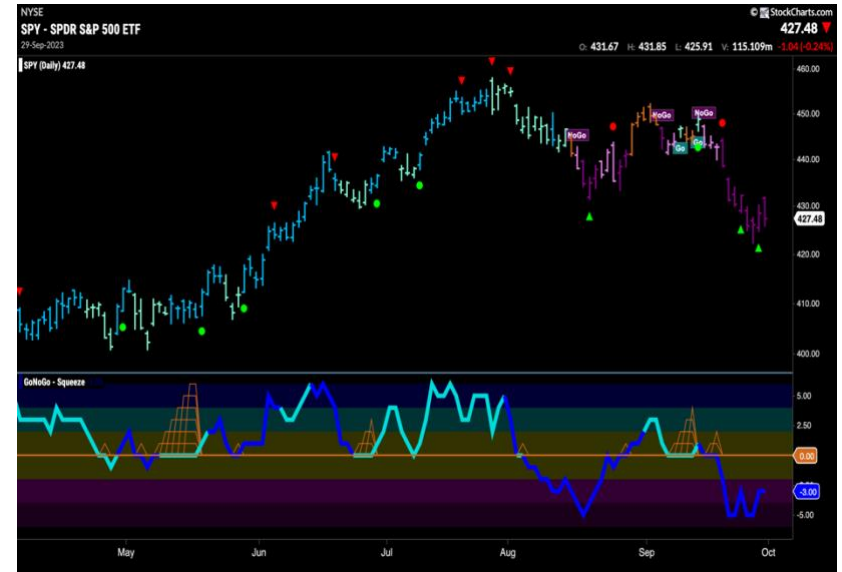 NYSE
© StockCharts.com
SPY - SPDR S&P 500 ETF
427.48
29-Sep-2023
O: 431.67 H: 431.85 L: 425.91 V: 115.109m -1.04 (-0.24%)
SPY (Daily) 427.48
460.00
450.00
440.00
430.00
427.48
420.00
410.00
400.00
NoGo
NoGo
NoGo
Go
Go
GoNoGo - Squeeze
5.00
2.50
0.00
-3.00
-5.00
May Jun Jul Aug Sep Oct